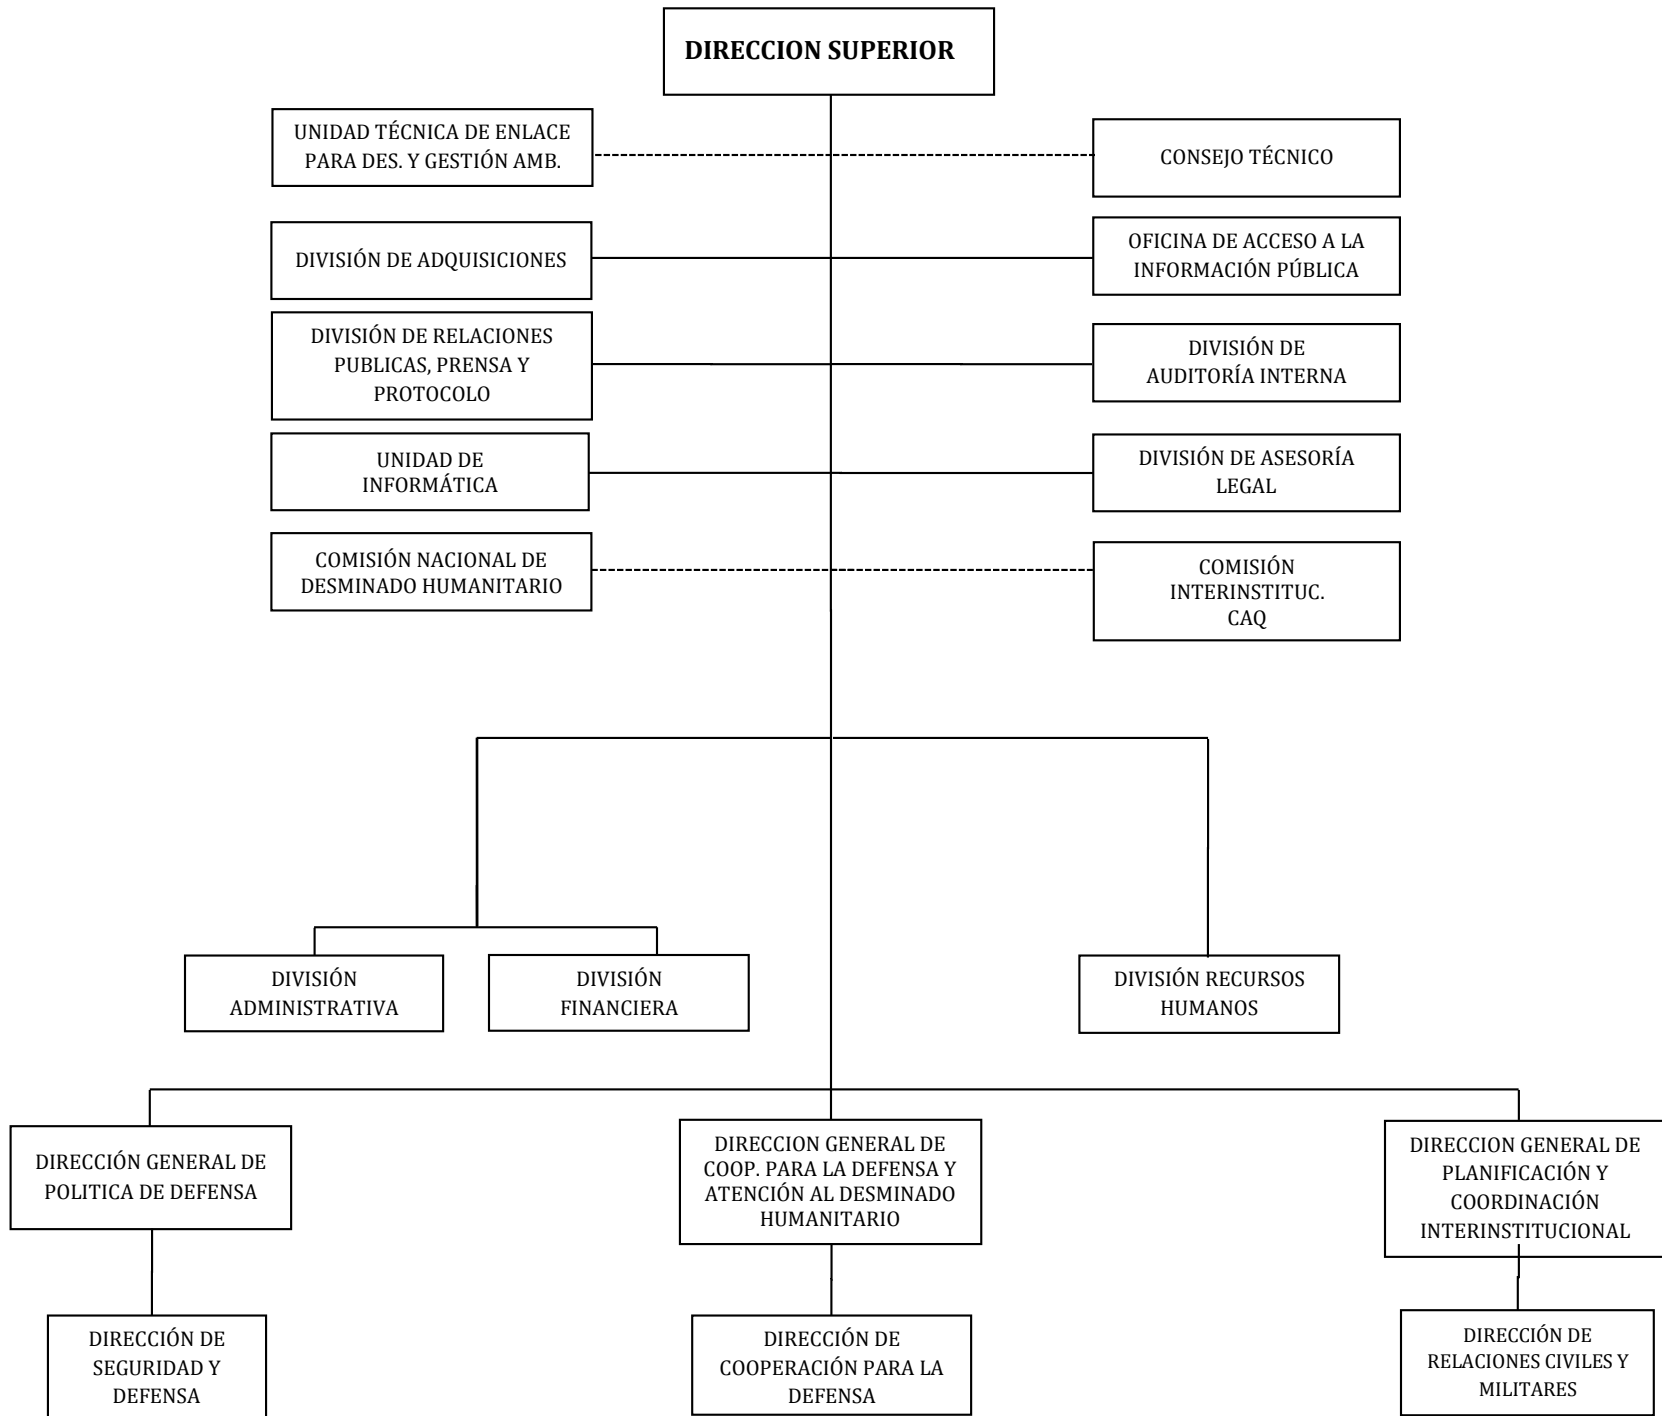 DIRECCION SUPERIOR
UNIDAD TÉCNICA DE ENLACE
PARA DES. Y GESTIÓN AMB.
CONSEJO TÉCNICO
DIVISIÓN DE ADQUISICIONES
OFICINA DE ACCESO A LA
INFORMACIÓN PÚBLICA
DIVISIÓN DE RELACIONES
PUBLICAS, PRENSA Y
PROTOCOLO
DIVISIÓN DE
AUDITORÍA INTERNA
UNIDAD DE
INFORMÁTICA
DIVISIÓN DE ASESORÍA
LEGAL
COMISIÓN NACIONAL DE
DESMINADO HUMANITARIO
COMISIÓN
INTERINSTITUC.
CAQ
DIVISIÓN
ADMINISTRATIVA
DIVISIÓN
FINANCIERA
DIVISIÓN RECURSOS
HUMANOS
DIRECCIÓN GENERAL DE
POLITICA DE DEFENSA
DIRECCION GENERAL DE
COOP. PARA LA DEFENSA Y
ATENCIÓN AL DESMINADO
HUMANITARIO
DIRECCION GENERAL DE
PLANIFICACIÓN Y
COORDINACIÓN
INTERINSTITUCIONAL
DIRECCIÓN DE
SEGURIDAD Y
DEFENSA
DIRECCIÓN DE
COOPERACIÓN PARA LA
DEFENSA
DIRECCIÓN DE
RELACIONES CIVILES Y
MILITARES